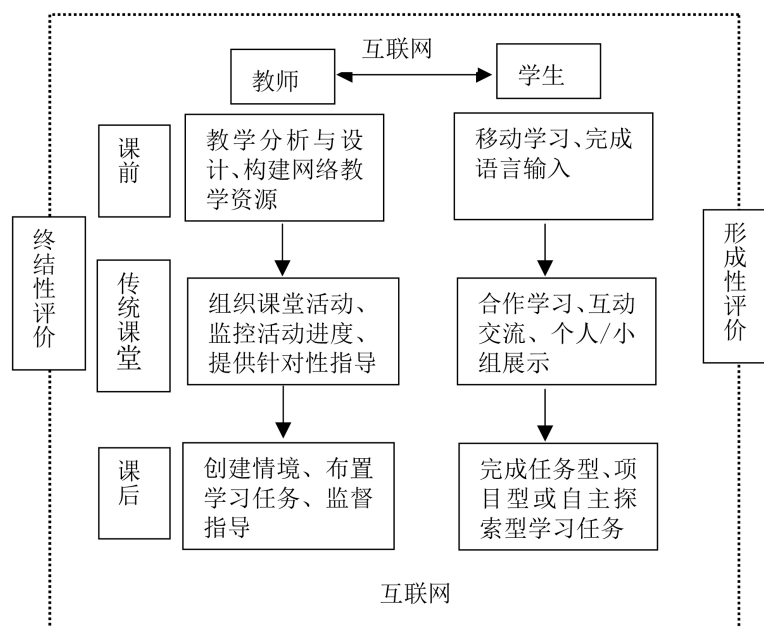 互联网
教师
学生
课前
教学分析与设
计、构建网络教
学资源
移动学习、完成
语言输入
终结性评价
形成性评价
传统课堂
组织课堂活动、
监控活动进度、
提供针对性指导
合作学习、互动
交流、个人/小
组展示
课后
创建情境、布置
学习任务、监督
指导
完成任务型、项
目型或自主探
索型学习任务
互联网